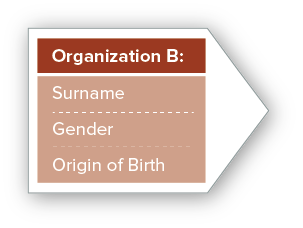 Organization B:
Surname
Gender
Origin of Birth